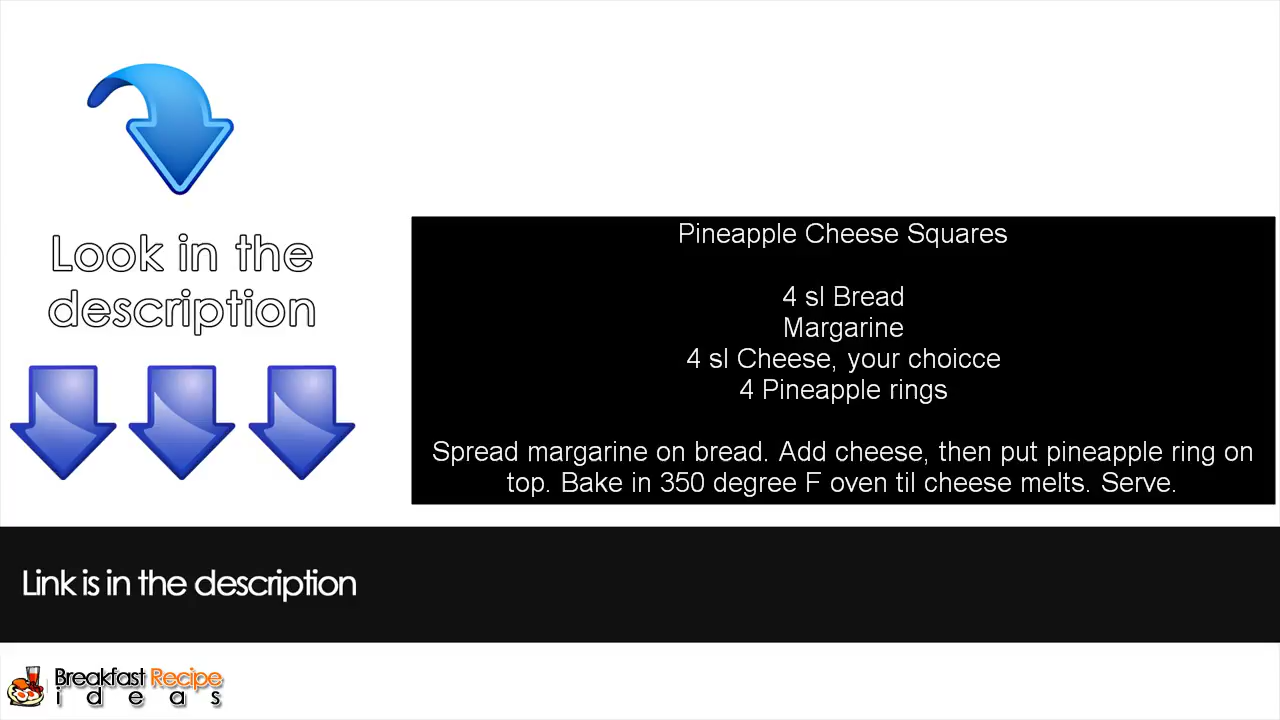 Look in the
description
Pineapple Cheese Squares
4 sl Bread
Margarine
4 sl Cheese, your choicce
4 Pineapple rings
Spread margarine on bread. Add cheese, then put pineapple ring on
top. Bake in 350 degree F oven til cheese melts. Serve.
Link is in the description
Breakfast Recipe
ideas